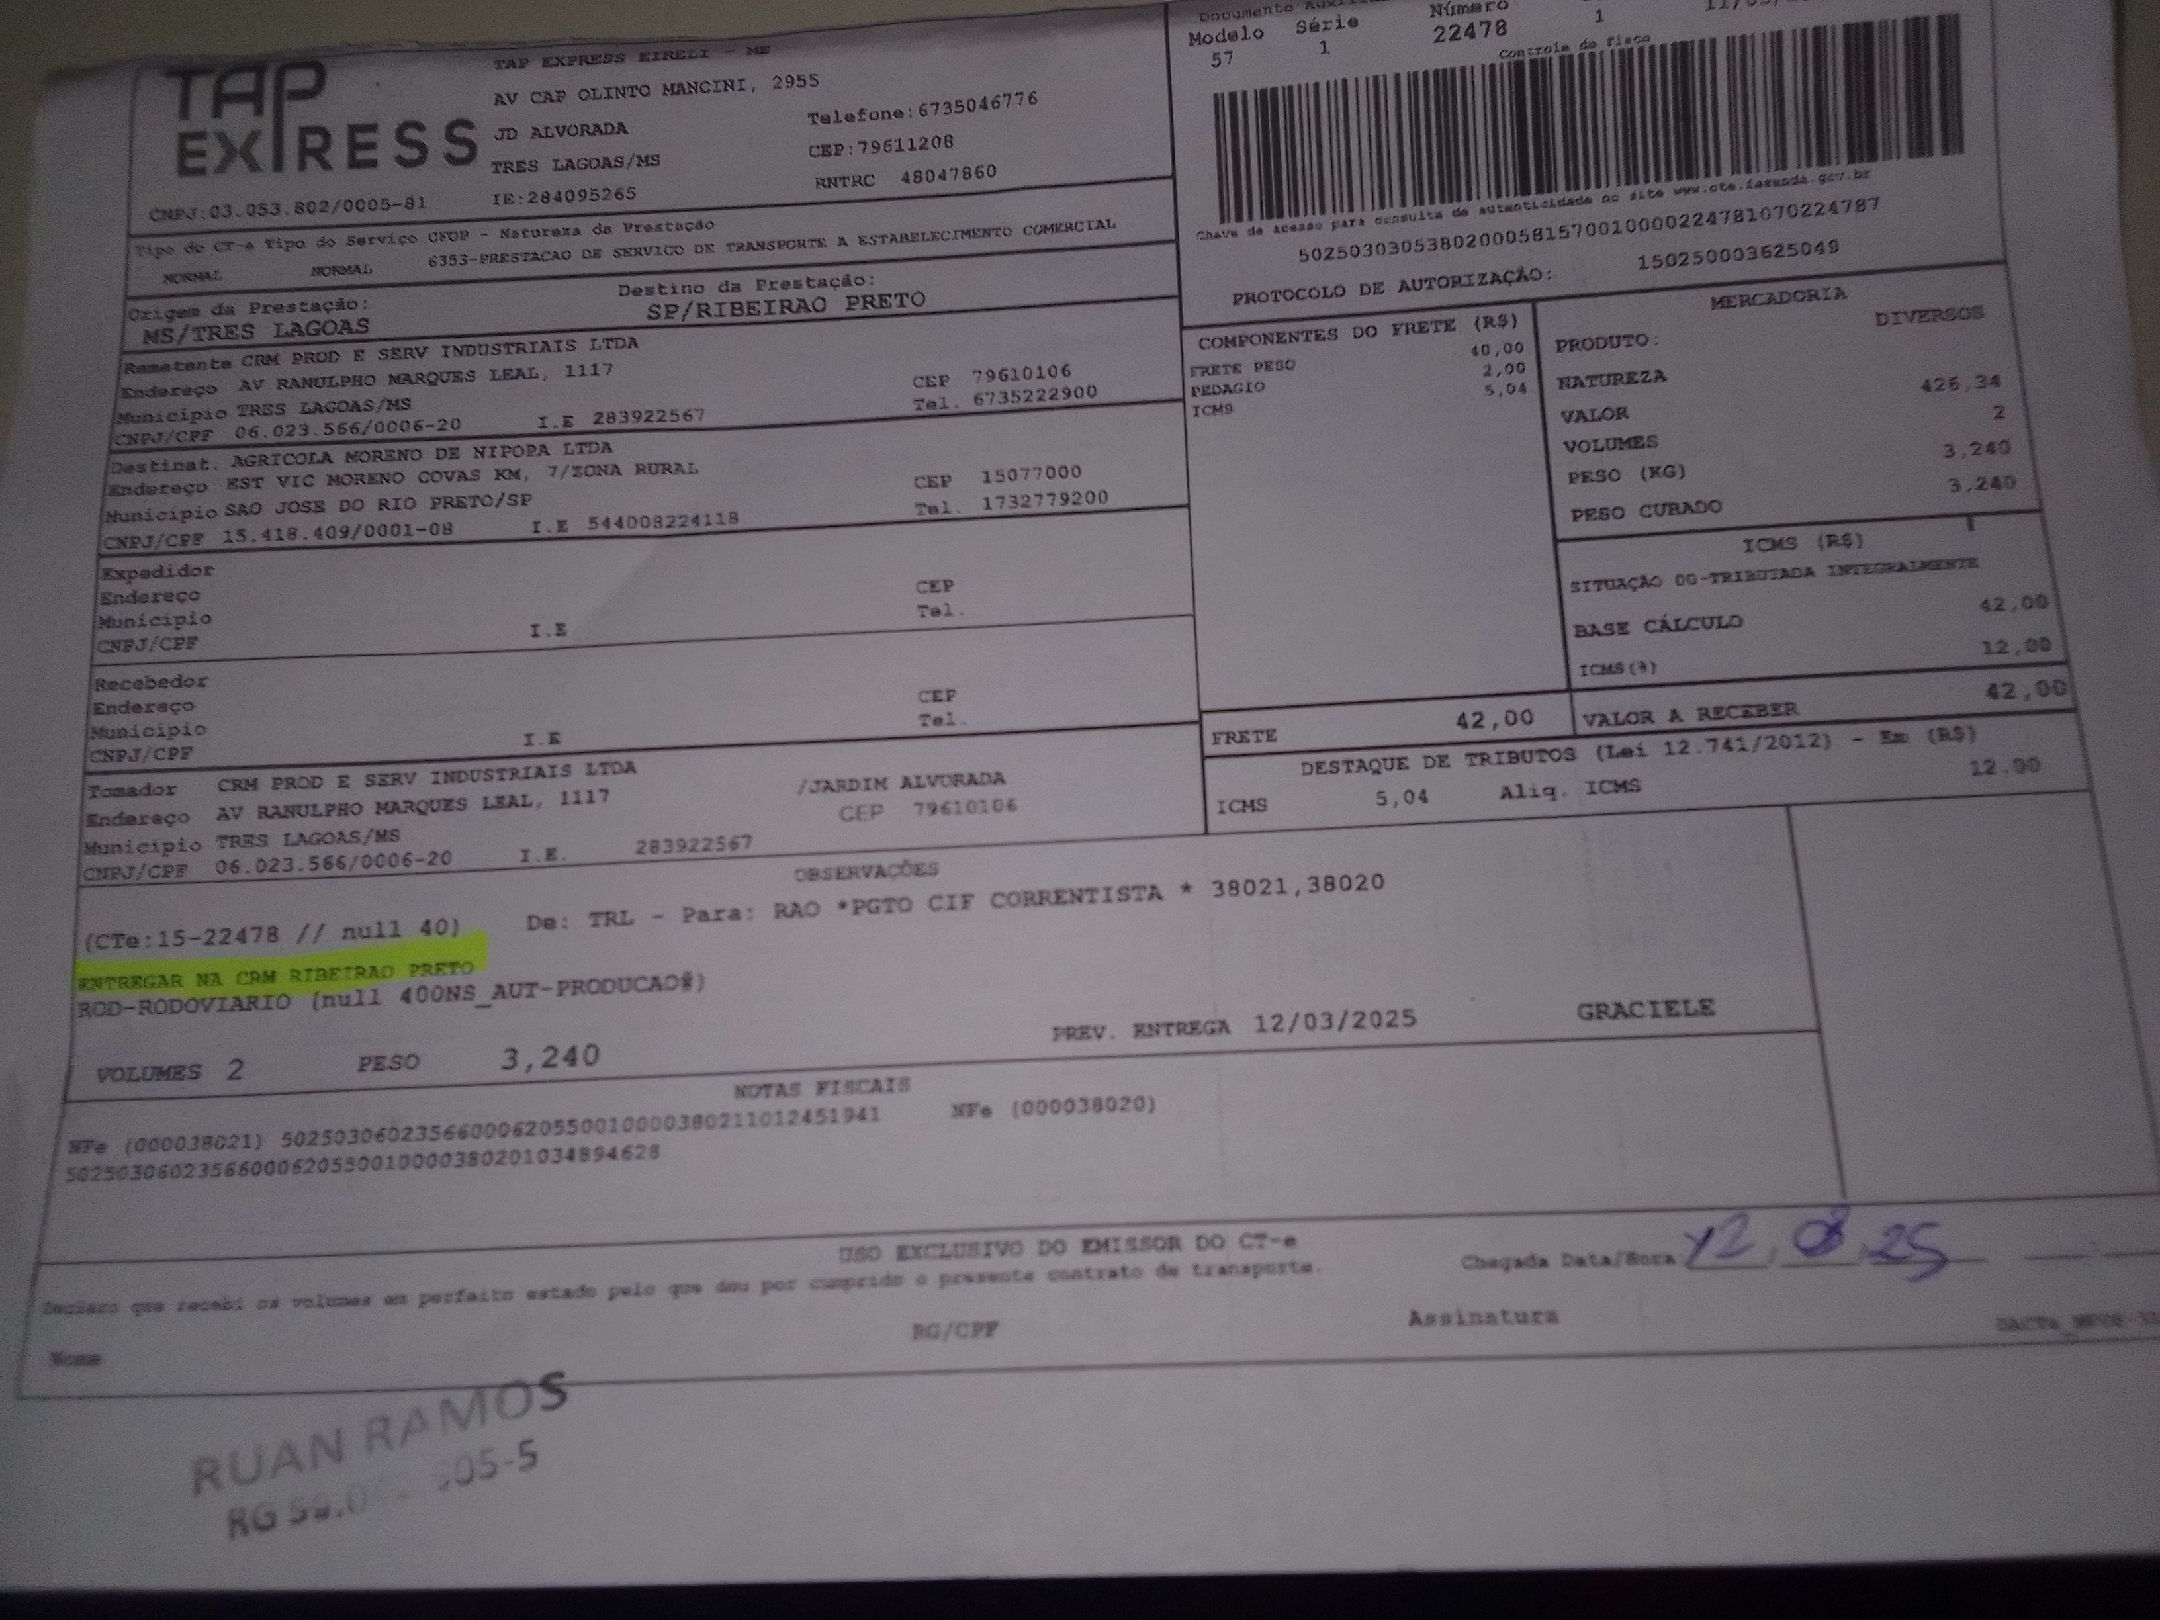 TAP EXPRESS
TAP EXPRESS EIRELI - ME
AV CAP OLINTO MANCINI, 2955
JD ALVORADA
Telefone:6735046776
TRES LAGOAS/MS
CEP:79611208
CNPJ:03.053.802/0005-81
IE:284095265
RNTRC 48047860
Documento
Modelo Série Número
57 1 22478 1
Controle do Fisco
Chave de acesso para consulta de autenticidade no site www.cte.fazenda.gov.br
50250303053802000581570010000224781070224787
PROTOCOLO DE AUTORIZAÇÃO: 150250003625049
Tipo do CT-e Tipo do Serviço CFOP - Natureza da Prestação
NORMAL NORMAL 6353-PRESTACAO DE SERVICO DE TRANSPORTE A ESTABELECIMENTO COMERCIAL
Origem da Prestação: Destino da Prestação:
MS/TRES LAGOAS SP/RIBEIRAO PRETO
Remetente CRM PROD E SERV INDUSTRIAIS LTDA
Endereço AV RANULPHO MARQUES LEAL, 1117 CEP 79610106
Município TRES LAGOAS/MS Tel. 6735222900
CNPJ/CPF 06.023.566/0006-20 I.E 283922567
Destinat. AGRICOLA MORENO DE NIPOPA LTDA
Endereço EST VIC MORENO COVAS KM, 7/ZONA RURAL CEP 15077000
Município SAO JOSE DO RIO PRETO/SP Tel. 1732779200
CNPJ/CPF 15.418.409/0001-08 I.E 544008224118
Expedidor
Endereço CEP
Município Tel.
CNPJ/CPF I.E
Recebedor
Endereço CEP
Município Tel.
CNPJ/CPF I.E
Tomador CRM PROD E SERV INDUSTRIAIS LTDA /JARDIM ALVORADA
Endereço AV RANULPHO MARQUES LEAL, 1117 CEP 79610106
Município TRES LAGOAS/MS
CNPJ/CPF 06.023.566/0006-20 I.E. 283922567
COMPONENTES DO FRETE (R$)
FRETE PESO 40,00
PEDAGIO 2,00
ICMS 5,04
FRETE 42,00
MERCADORIA
PRODUTO: DIVERSOS
NATUREZA
VALOR 426,34
VOLUMES 2
PESO (KG) 3,240
PESO CUBADO 3,240
ICMS (R$)
SITUAÇÃO 00-TRIBUTADA INTEGRALMENTE
BASE CÁLCULO 42,00
ICMS(%) 12,00
VALOR A RECEBER 42,00
DESTAQUE DE TRIBUTOS (Lei 12.741/2012) - Em (R$)
ICMS 5,04 Aliq. ICMS 12.00
OBSERVAÇÕES
(CTe:15-22478 // null 40) De: TRL - Para: RAO *PGTO CIF CORRENTISTA * 38021,38020
ENTREGAR NA CRM RIBEIRAO PRETO
ROD-RODOVIARIO (null 400NS_AUT-PRODUCAO#)
VOLUMES 2 PESO 3,240 PREV. ENTREGA 12/03/2025 GRACIELE
NOTAS FISCAIS
NFe (000038021) 50250306023566000620550010000380211012451941 NFe (000038020)
50250306023566000620550010000380201034894628
USO EXCLUSIVO DO EMISSOR DO CT-e
Declaro que recebi os volumes em perfeito estado pelo que dou por cumprido o presente contrato de transporte.
Chegada Data/Hora 12 25
Nome RG/CPF Assinatura
RUAN RAMOS
RG